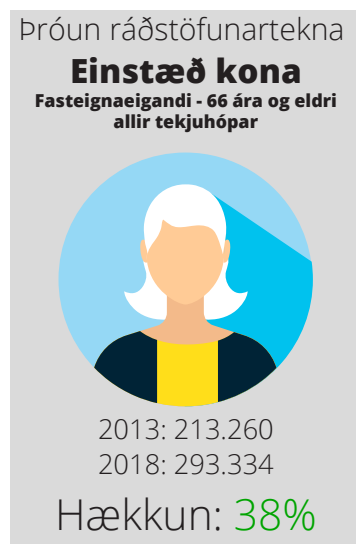 Þróun ráðstöfunartekna
Einstæð kona
Fasteignaeigandi - 66 ára og eldri
allir tekjuhópar
2013: 213.260
2018: 293.334
Hækkun: 38%